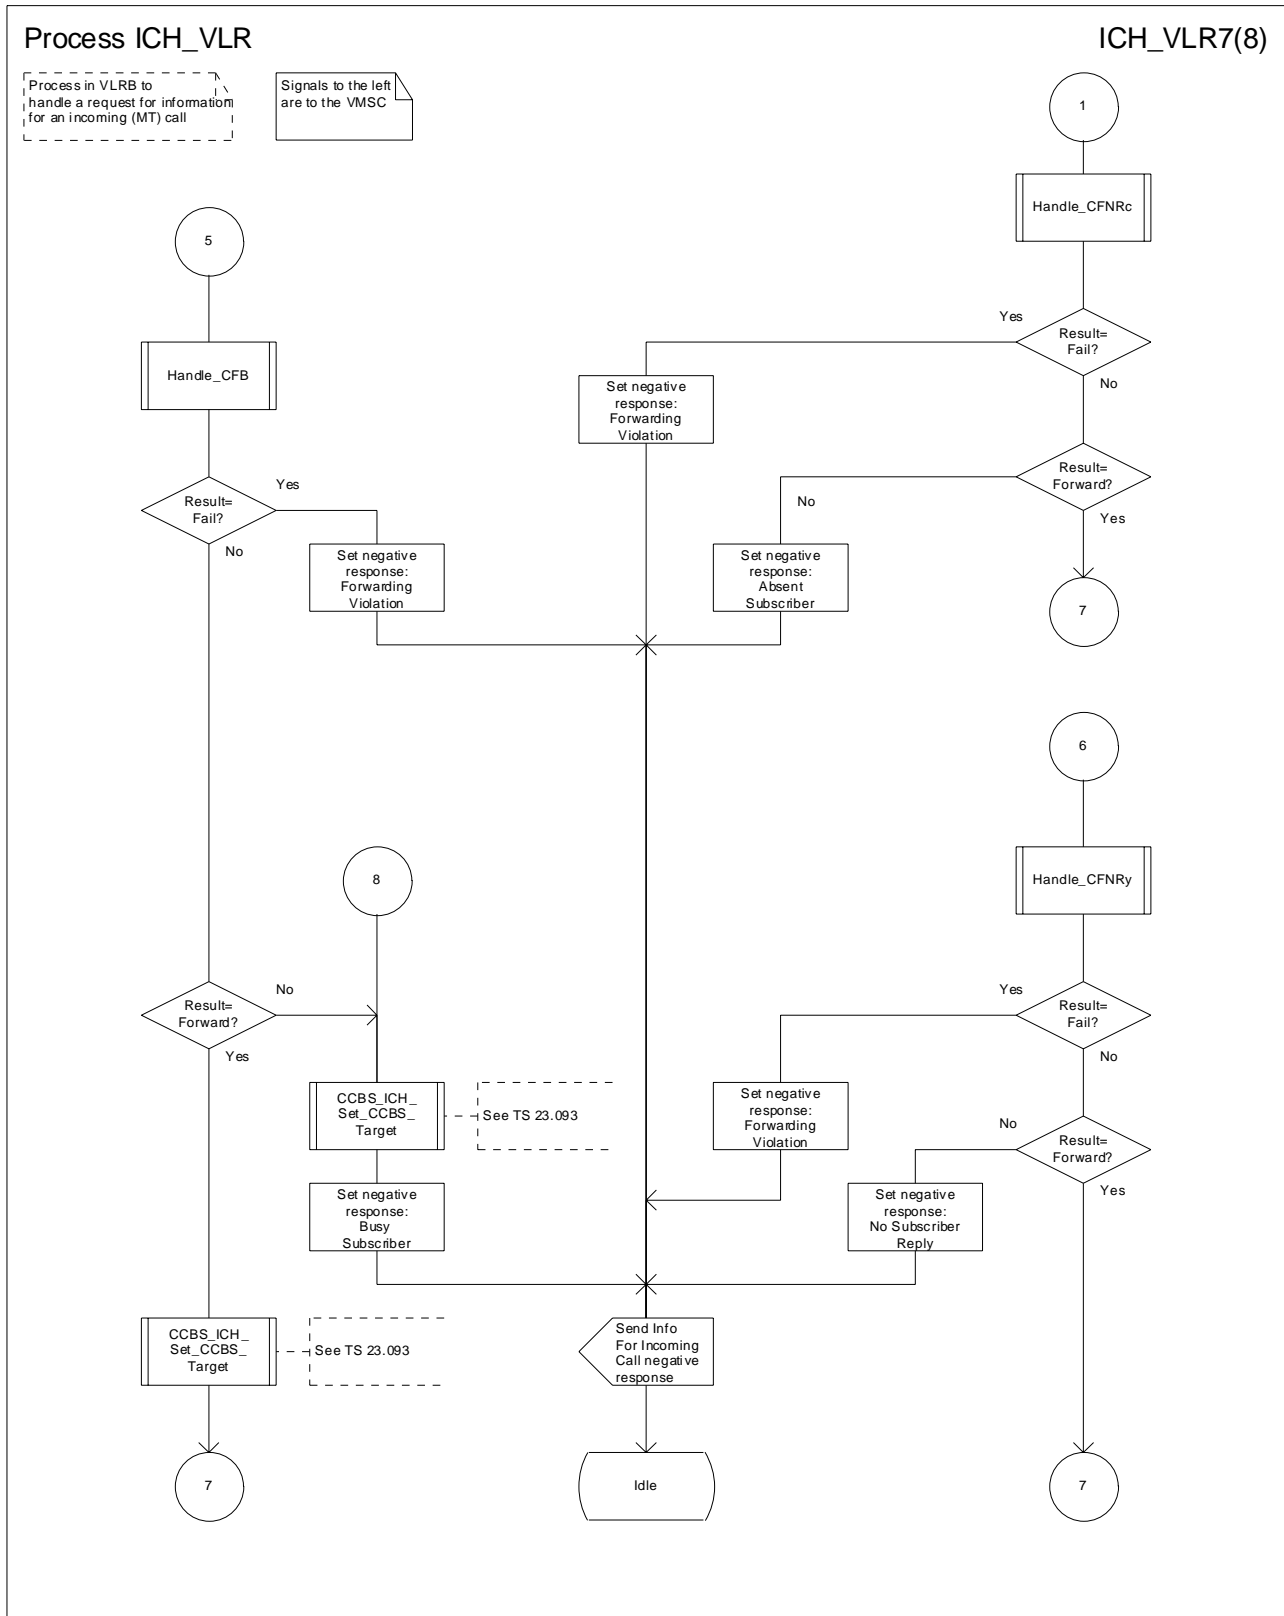 Process ICH_VLR
ICH_VLR7(8)
Process in VLRB to
handle a request for information
for an incoming (MT) call
Signals to the left
are to the VMSC
1
Handle_CFNRc
5
Yes
Result=
Fail?
No
Handle_CFB
Set negative
response:
Forwarding
Violation
Result=
Forward?
No
Yes
Yes
Result=
Fail?
No
Set negative
response:
Forwarding
Violation
Set negative
response:
Absent
Subscriber
7
6
8
Handle_CFNRy
No
Result=
Forward?
Yes
Yes
Result=
Fail?
No
CCBS_ICH_
Set_CCBS_
Target
See TS 23.093
Set negative
response:
Forwarding
Violation
No
Result=
Forward?
Yes
Set negative
response:
Busy
Subscriber
Set negative
response:
No Subscriber
Reply
CCBS_ICH_
Set_CCBS_
Target
See TS 23.093
Send Info
For Incoming
Call negative
response
7
Idle
7